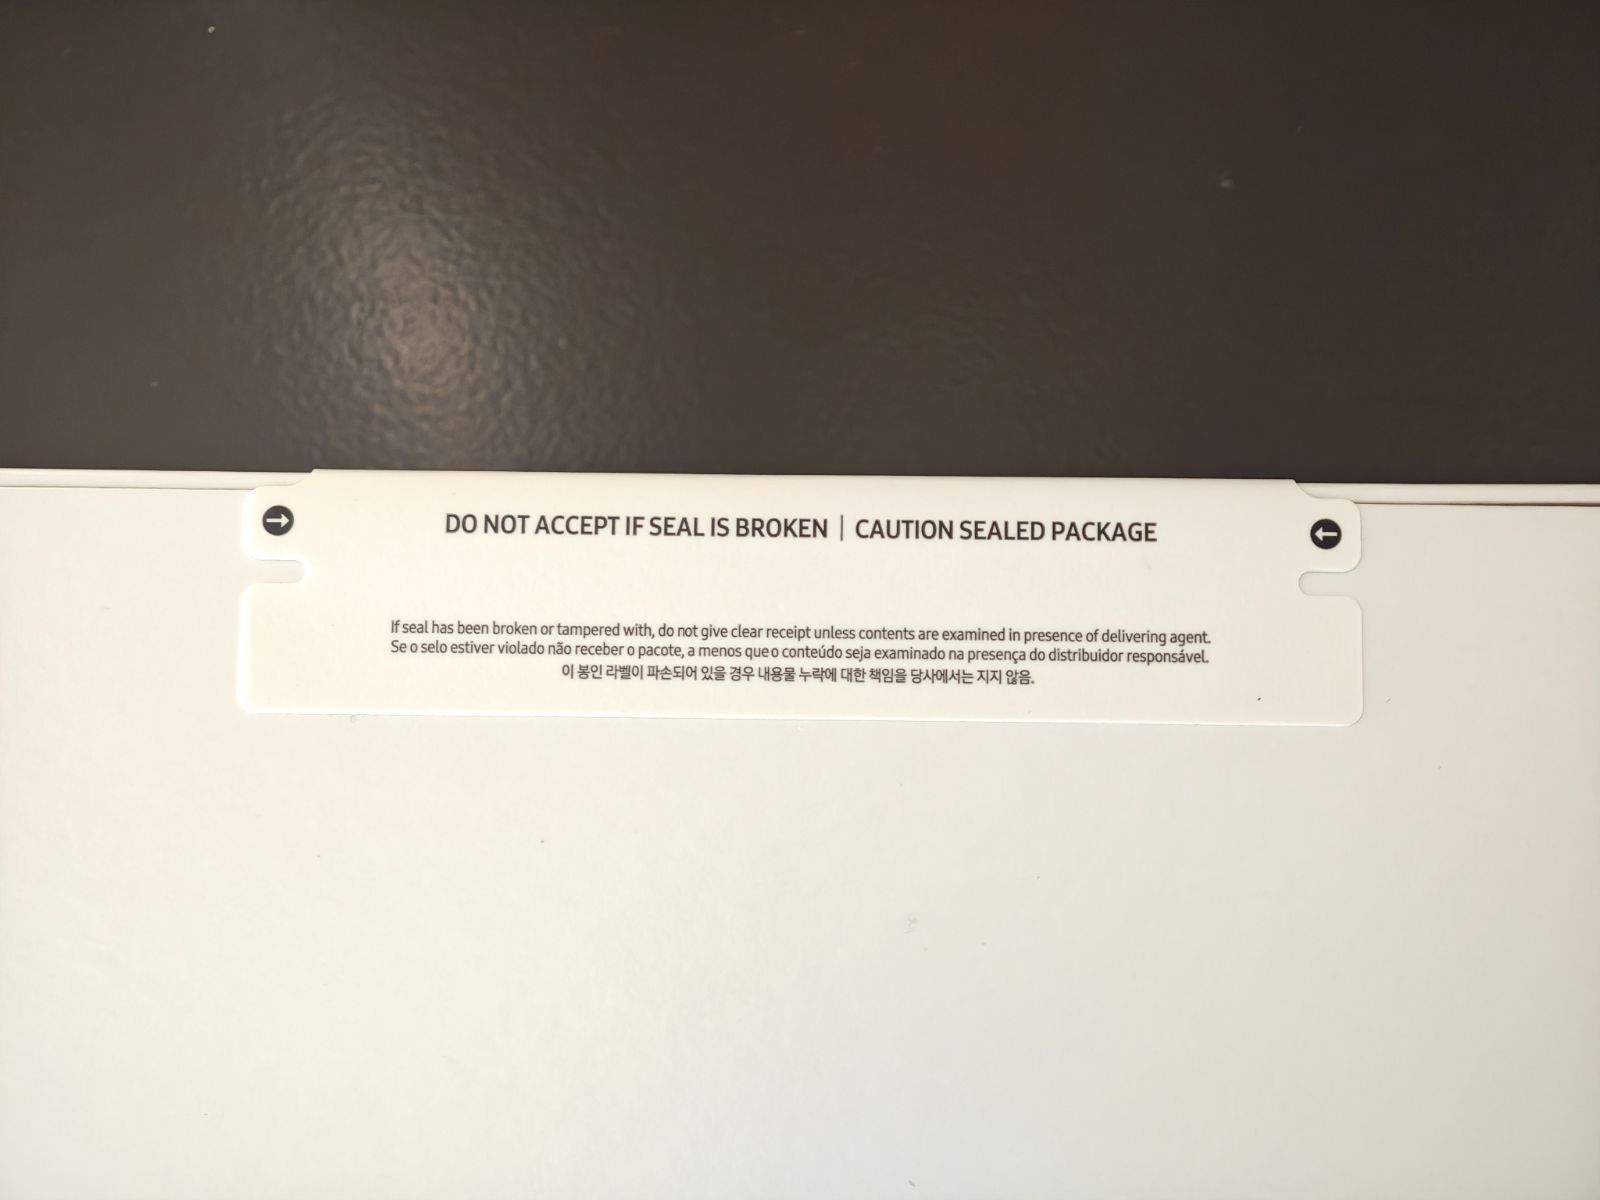 DO NOT ACCEPT IF SEAL IS BROKEN | CAUTION SEALED PACKAGE
If seal has been broken or tampered with, do not give clear receipt unless contents are examined in presence of delivering agent.
Se o selo estiver violado não receber o pacote, a menos que o conteúdo seja examinado na presença do distribuidor responsável.
이 봉인 라벨이 파손되어 있을 경우 내용물 누락에 대한 책임을 당사에서는 지지 않음.